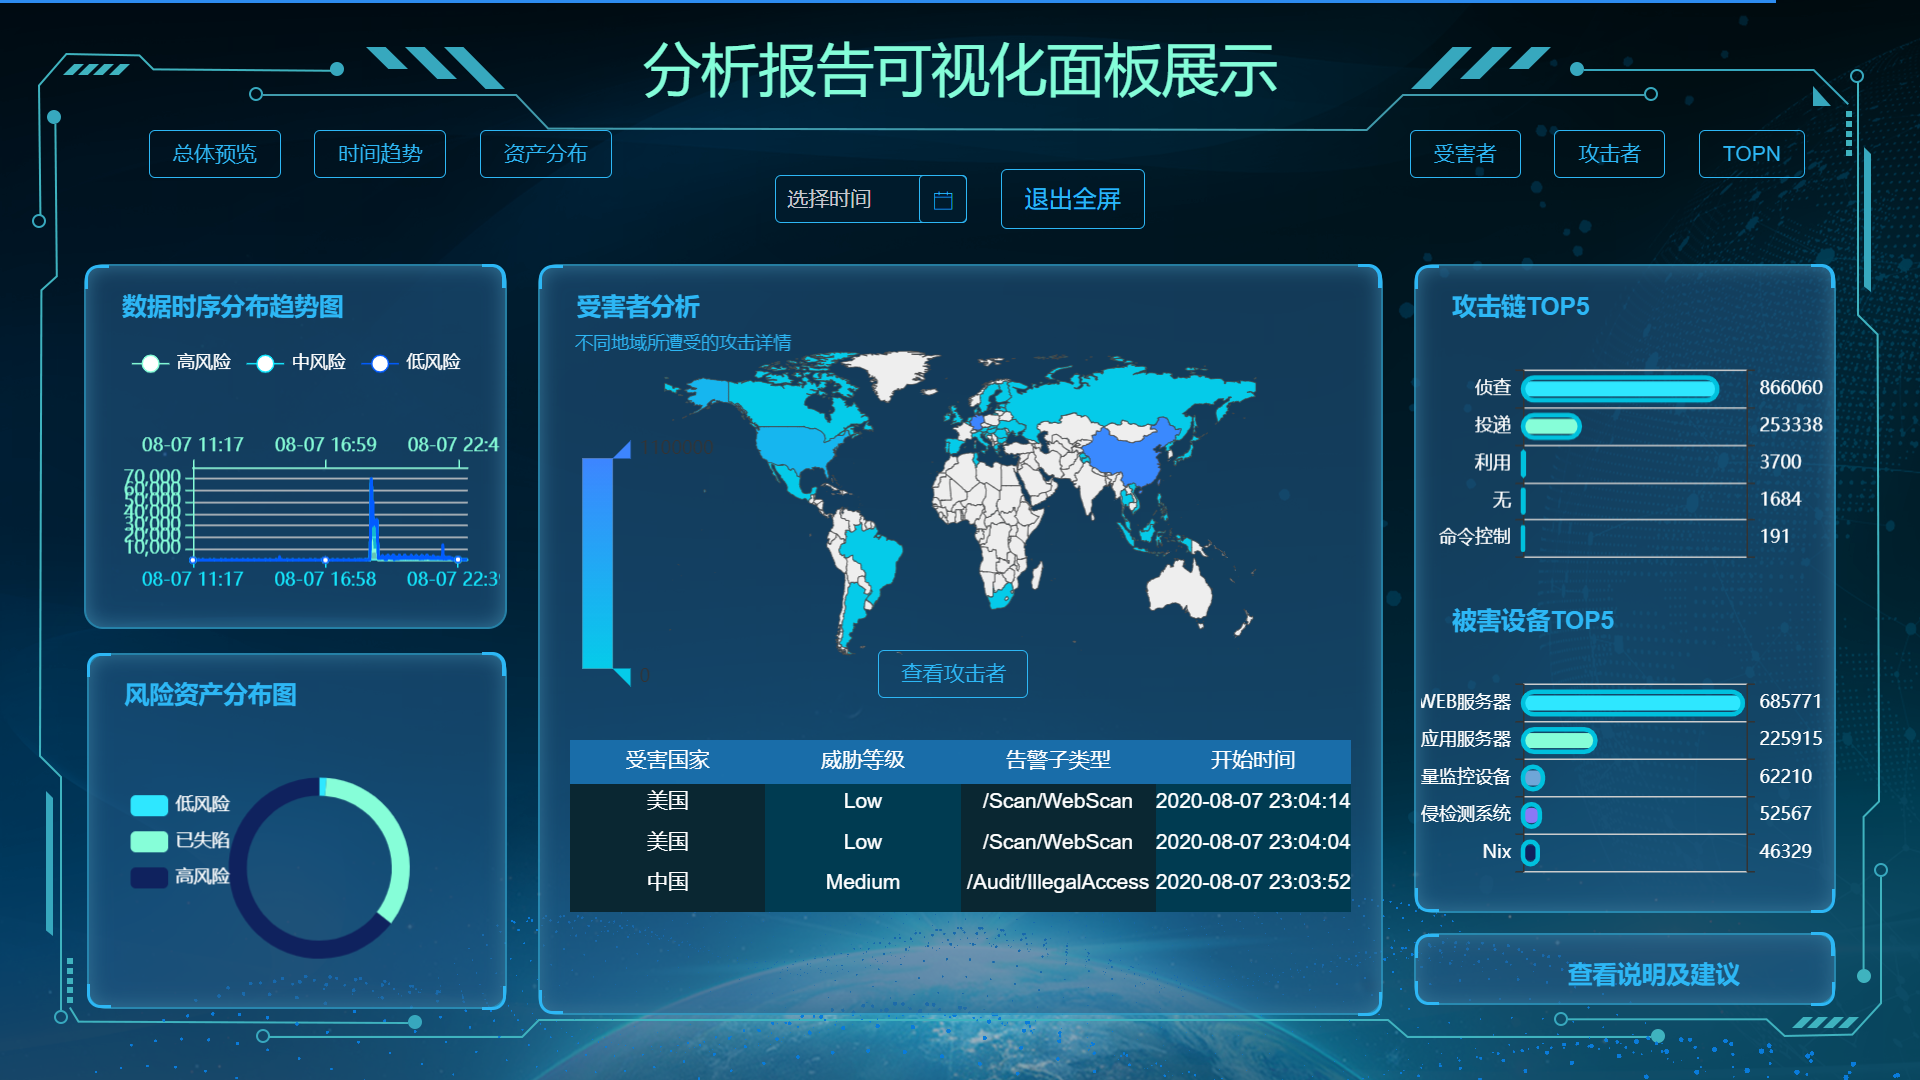 分析报告可视化面板展示
总体预览
时间趋势
资产分布
受害者
攻击者
TOPN
选择时间
退出全屏
数据时序分布趋势图
高风险
中风险
低风险
08-07 11:17
08-07 16:59
08-07 22:4
70,000
60,000
50,000
40,000
30,000
20,000
10,000
08-07 11:17
08-07 16:58
08-07 22:39
风险资产分布图
低风险
已失陷
高风险
受害者分析
不同地域所遭受的攻击详情
查看攻击者
受害国家 威胁等级 告警子类型 开始时间
美国 Low /Scan/WebScan 2020-08-07 23:04:14
美国 Low /Scan/WebScan 2020-08-07 23:04:04
中国 Medium /Audit/IllegalAccess 2020-08-07 23:03:52
攻击链TOP5
侦查 866060
投递 253338
利用 3700
无 1684
命令控制 191
被害设备TOP5
WEB服务器 685771
应用服务器 225915
量监控设备 62210
侵检测系统 52567
Nix 46329
查看说明及建议